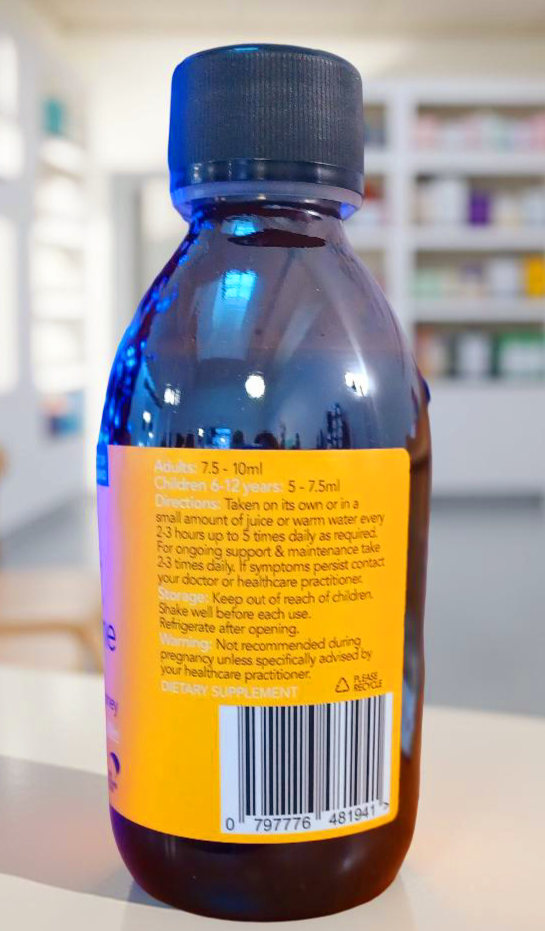 Adults: 7.5 - 10ml
Children 6-12 years: 5 - 7.5ml
Directions: Taken on its own or in a
small amount of juice or warm water every
2-3 hours up to 5 times daily as required.
For ongoing support & maintenance take
2-3 times daily. If symptoms persist contact
your doctor or healthcare practitioner.
Storage: Keep out of reach of children.
Shake well before each use.
Refrigerate after opening.
Warning: Not recommended during
pregnancy unless specifically advised by
your healthcare practitioner.
DIETARY SUPPLEMENT
PLEASE
RECYCLE
0 797776 481941 >